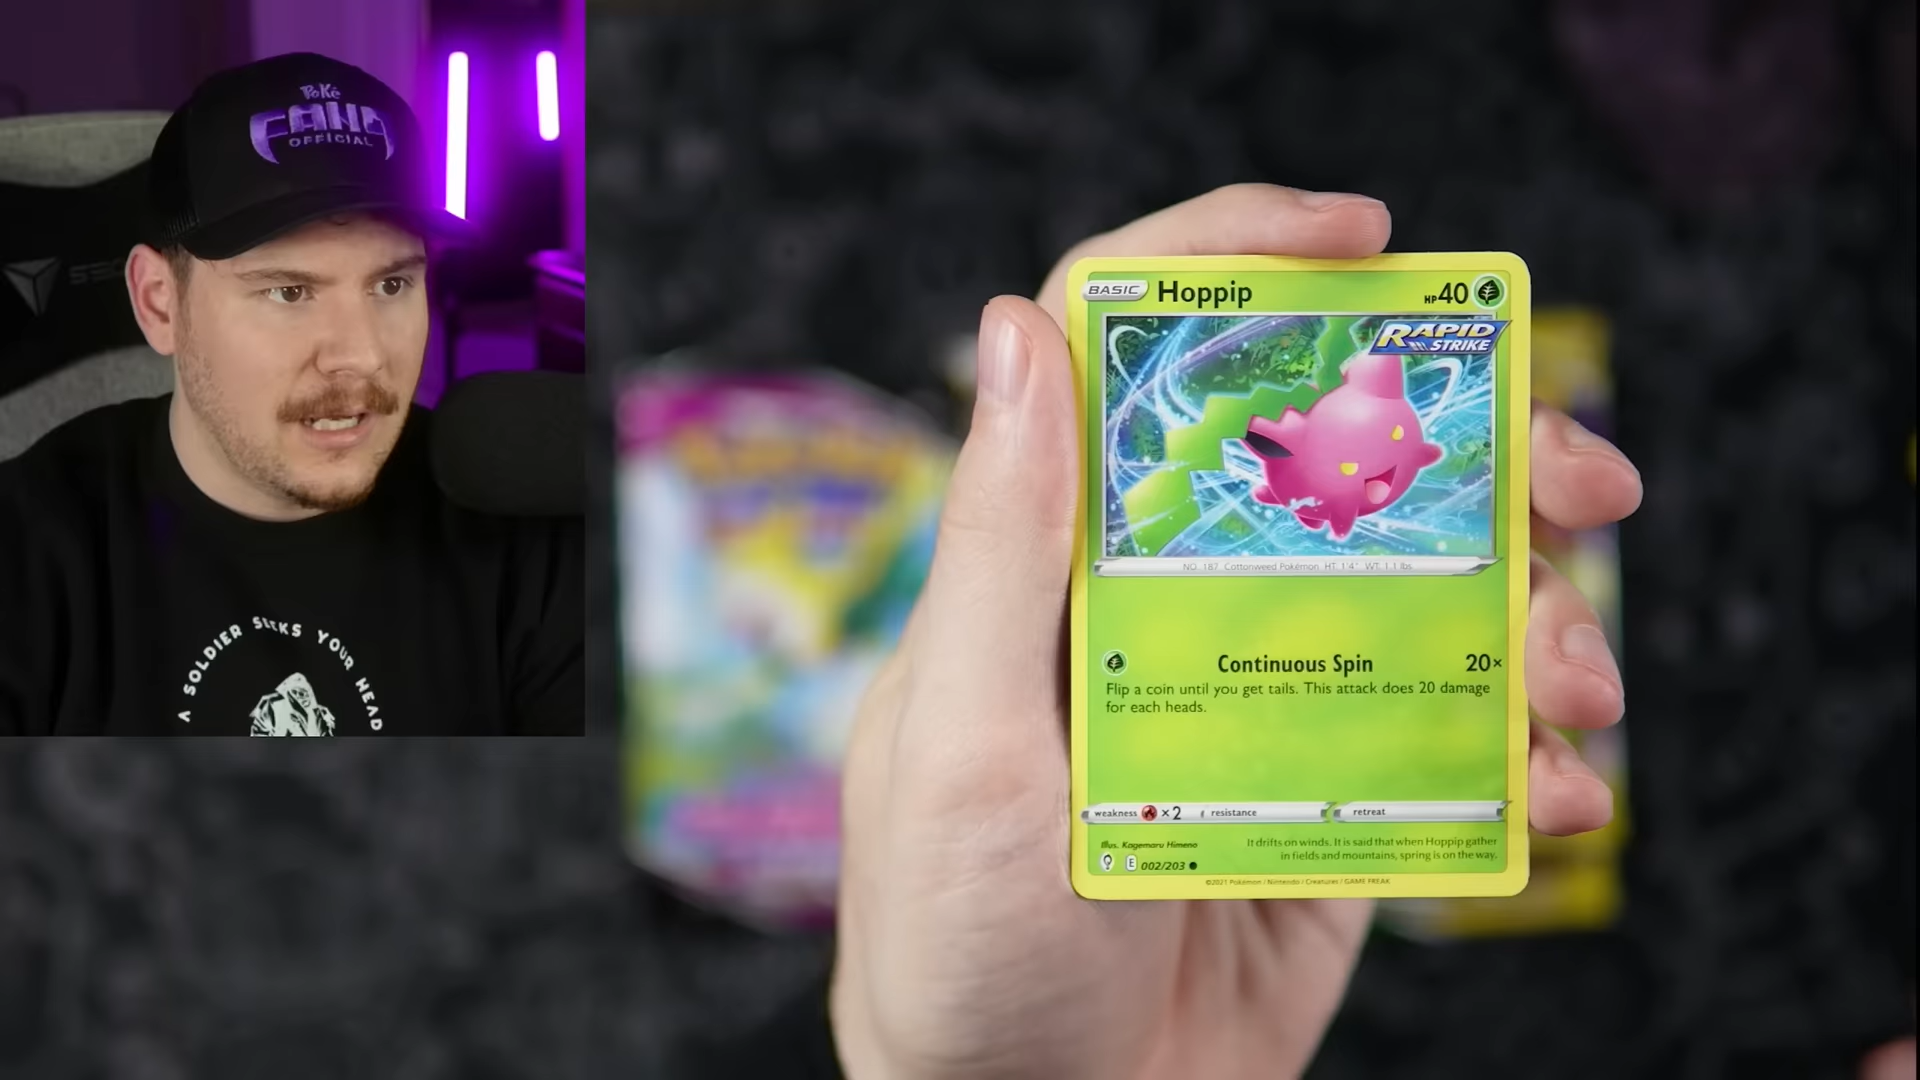 Poké
FANA
OFFICIAL
A SOLDIER SEEKS YOUR HEAD
BASIC Hoppip HP 40
RAPID
STRIKE
NO. 187 Cottonweed Pokémon HT: 1'4" WT: 1.1 lbs.
Continuous Spin 20×
Flip a coin until you get tails. This attack does 20 damage
for each heads.
weakness ×2 resistance retreat
Illus. Kagemaru Himeno
It drifts on winds. It is said that when Hoppip gather
in fields and mountains, spring is on the way.
E 002/203
©2021 Pokémon / Nintendo / Creatures / GAME FREAK